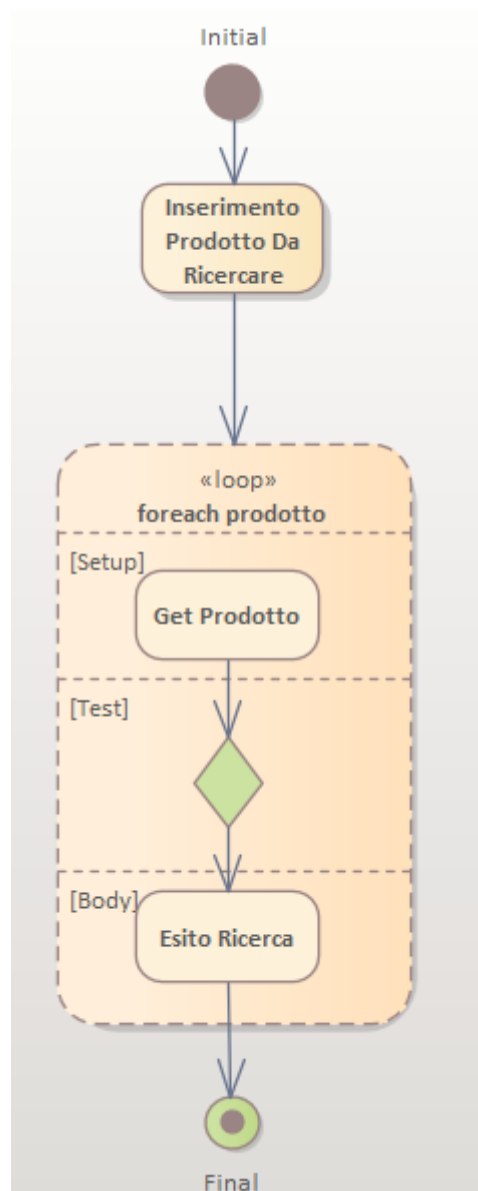 Initial
Inserimento
Prodotto Da
Ricercare
«loop»
foreach prodotto
[Setup]
Get Prodotto
[Test]
[Body]
Esito Ricerca
Final